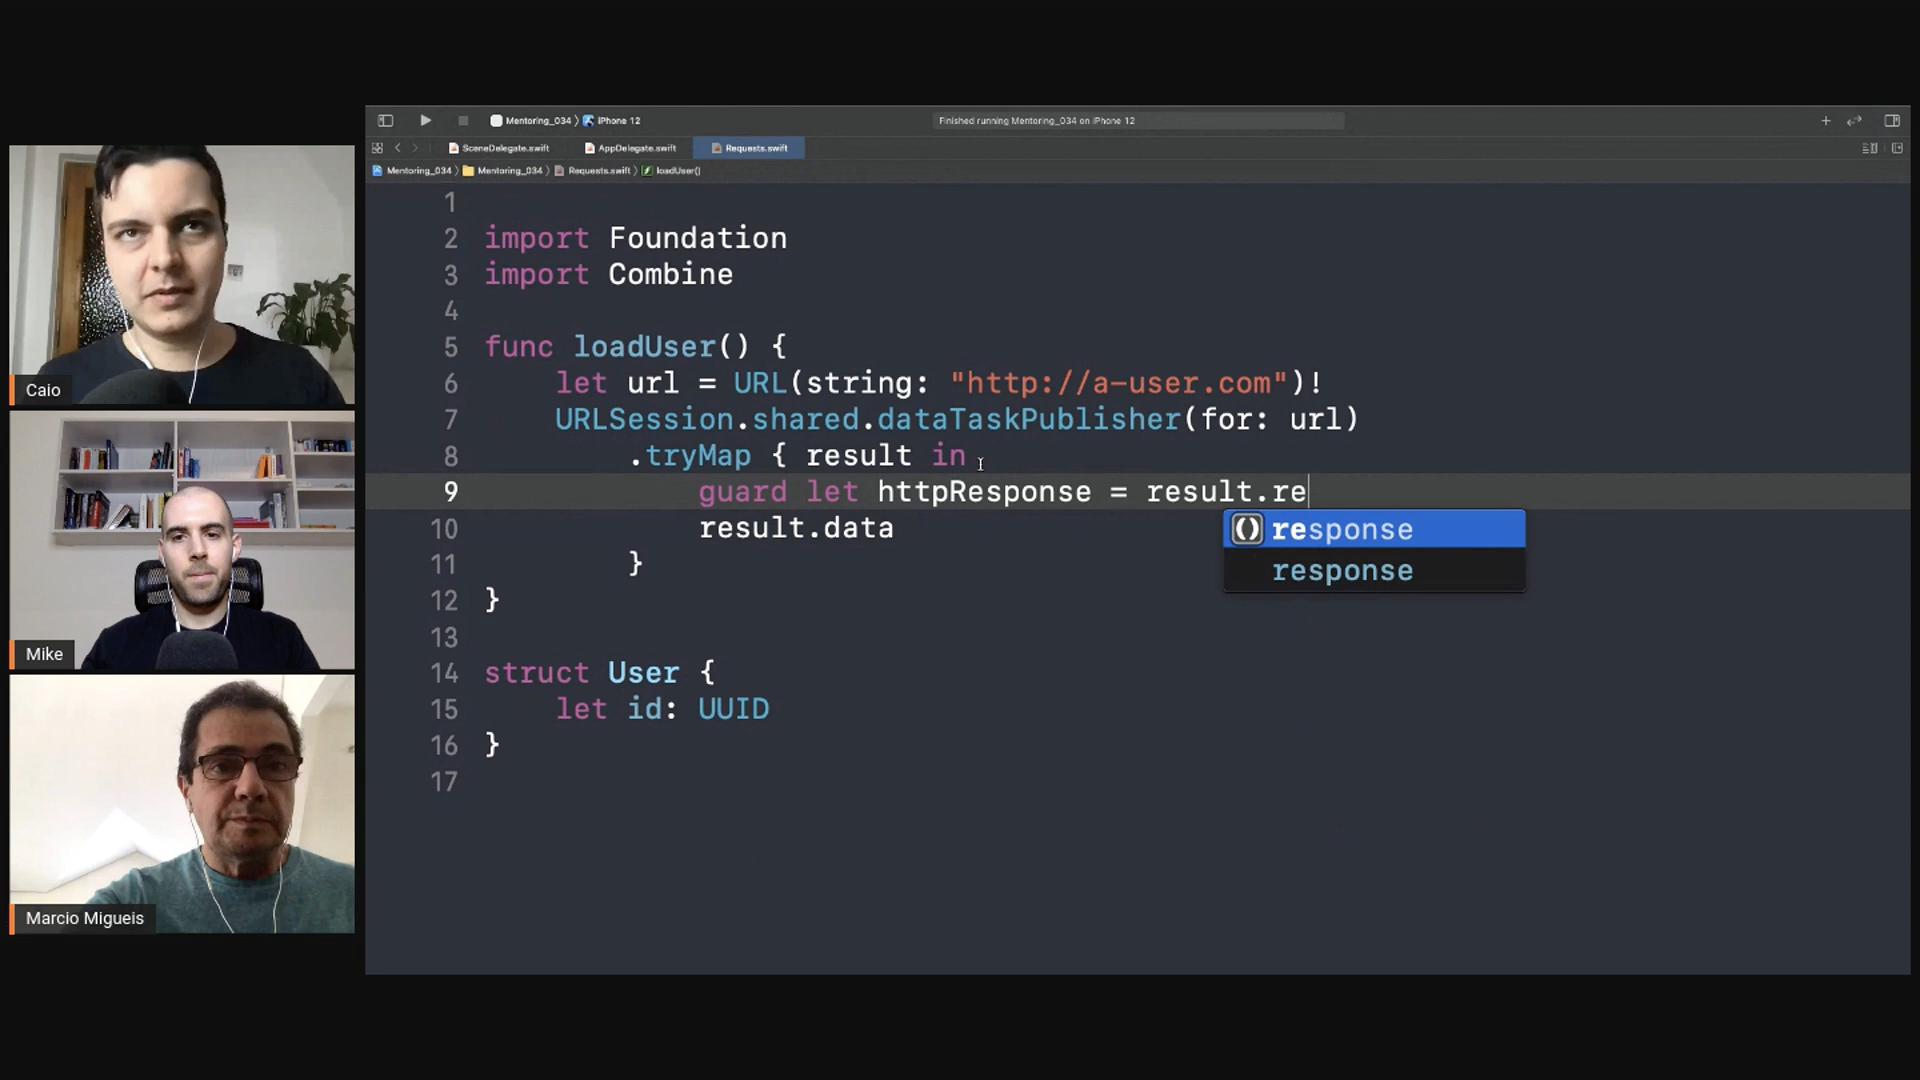 Mentoring_034 〉 iPhone 12
Finished running Mentoring_034 on iPhone 12
SceneDelegate.swift
AppDelegate.swift
Requests.swift
Mentoring_034 〉 Mentoring_034 〉 Requests.swift 〉 loadUser()
1
2 import Foundation
3 import Combine
4
5 func loadUser() {
6 let url = URL(string: "http://a-user.com")!
7 URLSession.shared.dataTaskPublisher(for: url)
8 .tryMap { result in
9 guard let httpResponse = result.re
10 result.data
() response
response
11 }
12 }
13
14 struct User {
15 let id: UUID
16 }
17
Caio
Mike
Marcio Migueis